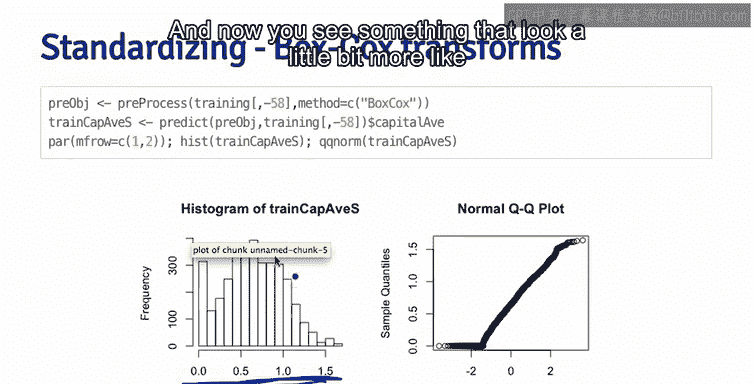 And now you see something that look a
little bit more like
Standardizing - Box-Cox transforms
preObj <- preProcess(training[,-58],method=c("BoxCox"))
trainCapAveS <- predict(preObj,training[,-58])$capitalAve
par(mfrow=c(1,2)); hist(trainCapAveS); qqnorm(trainCapAveS)
Histogram of trainCapAveS
plot of chunk unnamed-chunk-5
Frequency
300
100
0
0.0 0.5 1.0 1.5
Normal Q-Q Plot
Sample Quantiles
1.5
1.0
0.5
0.0
-2 0 2